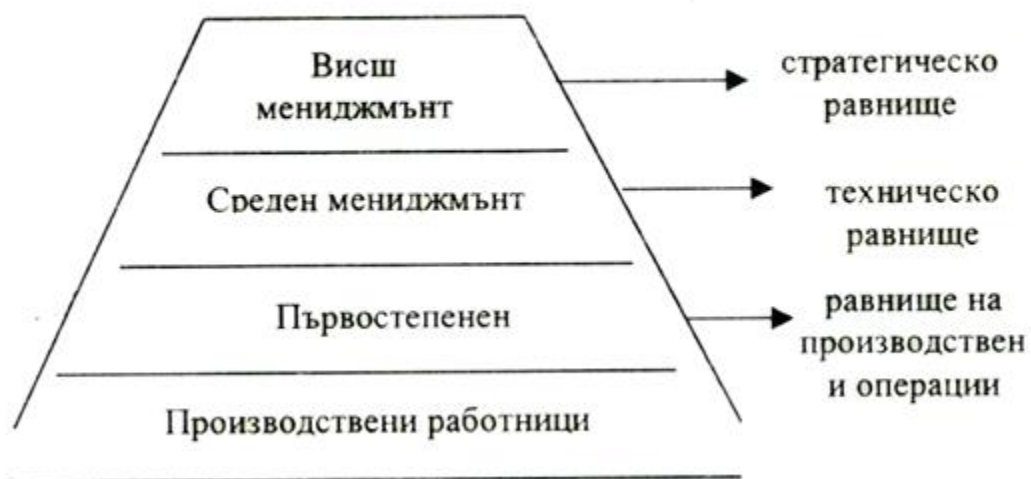 Висш
мениджмънт
стратегическо
равнище
Среден мениджмънт
техническо
равнище
Първостепенен
равнище на
производствен
и операции
Производствени работници